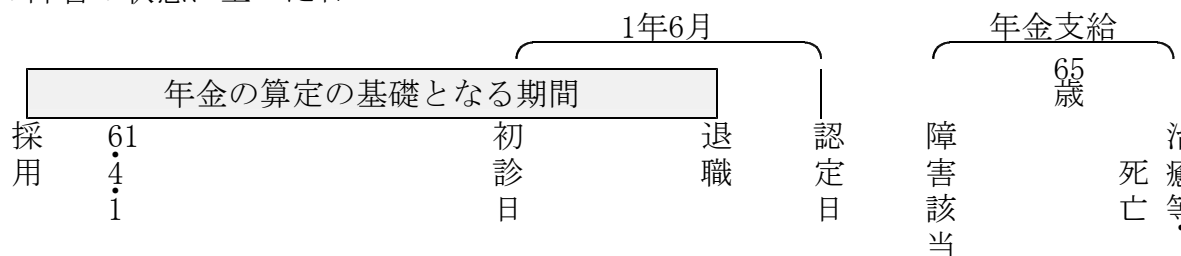 1年6月
年金支給
年金の算定の基礎となる期間
65歳
採用
61・4・1
初診日
退職
認定日
障害該当
死亡
治癒等・